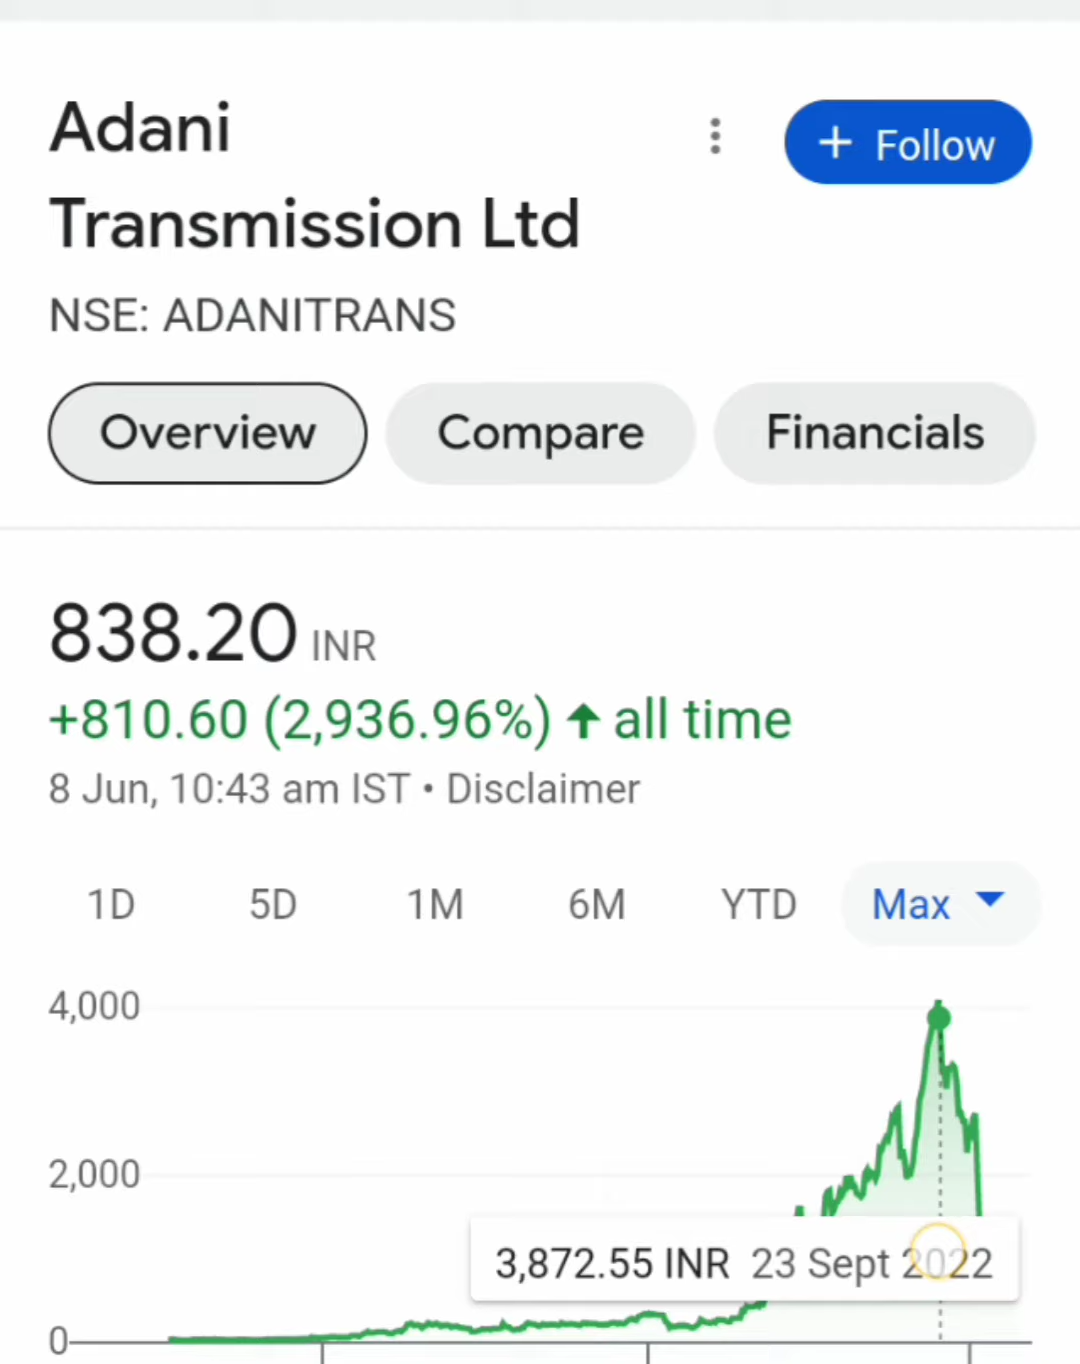 Adani
Transmission Ltd
+ Follow
NSE: ADANITRANS
Overview Compare Financials
838.20 INR
+810.60 (2,936.96%) ↑ all time
8 Jun, 10:43 am IST • Disclaimer
1D 5D 1M 6M YTD Max
4,000
2,000
3,872.55 INR 23 Sept 2022
0